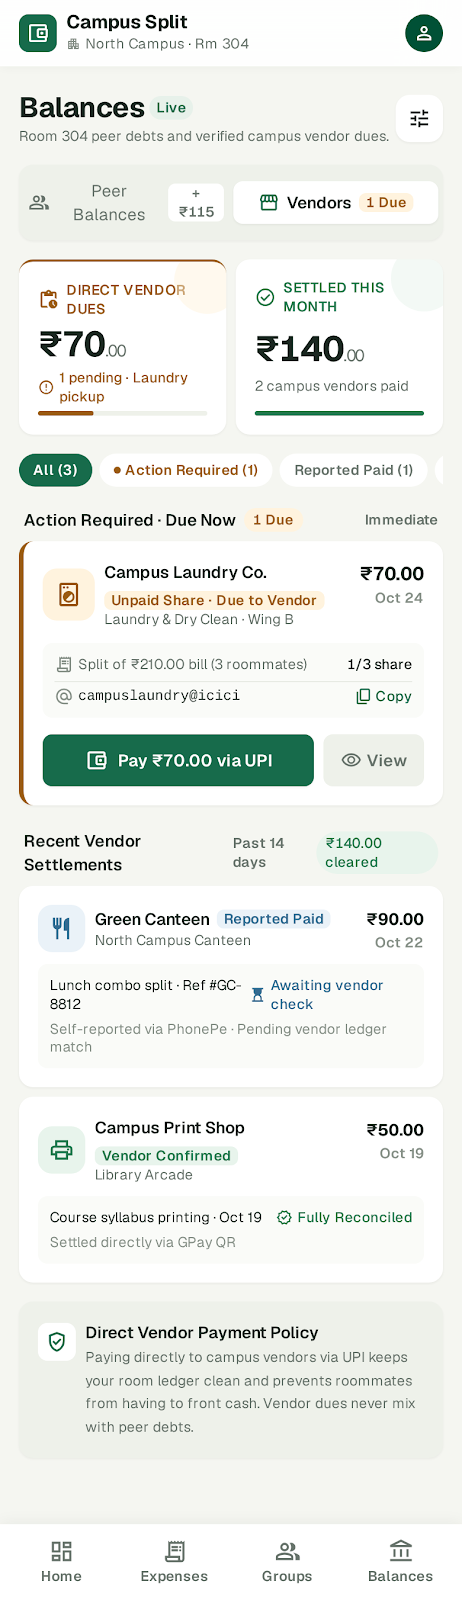 Campus Split
North Campus · Rm 304
Balances Live
Room 304 peer debts and verified campus vendor dues.
Peer
Balances
+
₹115
Vendors 1 Due
DIRECT VENDOR
DUES
₹70.00
1 pending · Laundry
pickup
SETTLED THIS
MONTH
₹140.00
2 campus vendors paid
All (3)
Action Required (1)
Reported Paid (1)
Action Required · Due Now 1 Due Immediate
Campus Laundry Co. ₹70.00
Unpaid Share · Due to Vendor Oct 24
Laundry & Dry Clean · Wing B
Split of ₹210.00 bill (3 roommates) 1/3 share
campuslaundry@icici Copy
Pay ₹70.00 via UPI View
Recent Vendor
Settlements
Past 14
days
₹140.00
cleared
Green Canteen Reported Paid ₹90.00
North Campus Canteen Oct 22
Lunch combo split · Ref #GC-
8812
Awaiting vendor
check
Self-reported via PhonePe · Pending vendor ledger
match
Campus Print Shop ₹50.00
Vendor Confirmed Oct 19
Library Arcade
Course syllabus printing · Oct 19 Fully Reconciled
Settled directly via GPay QR
Direct Vendor Payment Policy
Paying directly to campus vendors via UPI keeps
your room ledger clean and prevents roommates
from having to front cash. Vendor dues never mix
with peer debts.
Home Expenses Groups Balances